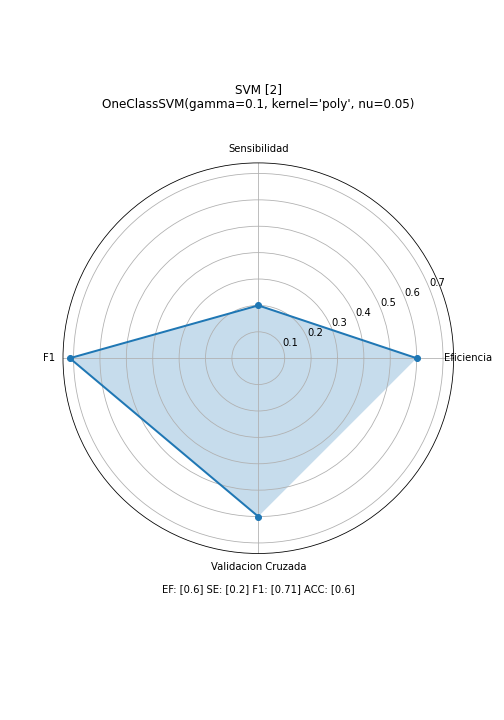 SVM [2]
OneClassSVM(gamma=0.1, kernel='poly', nu=0.05)
Sensibilidad
0.7
0.6
0.5
0.4
0.3
0.2
0.1
F1
Eficiencia
Validacion Cruzada
EF: [0.6] SE: [0.2] F1: [0.71] ACC: [0.6]